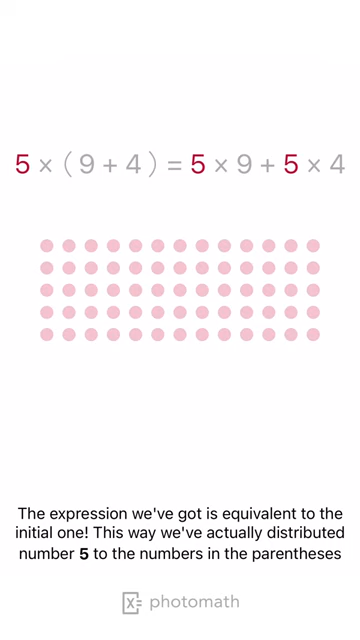 5 × ( 9 + 4 ) = 5 × 9 + 5 × 4
The expression we've got is equivalent to the
initial one! This way we've actually distributed
number 5 to the numbers in the parentheses
photomath